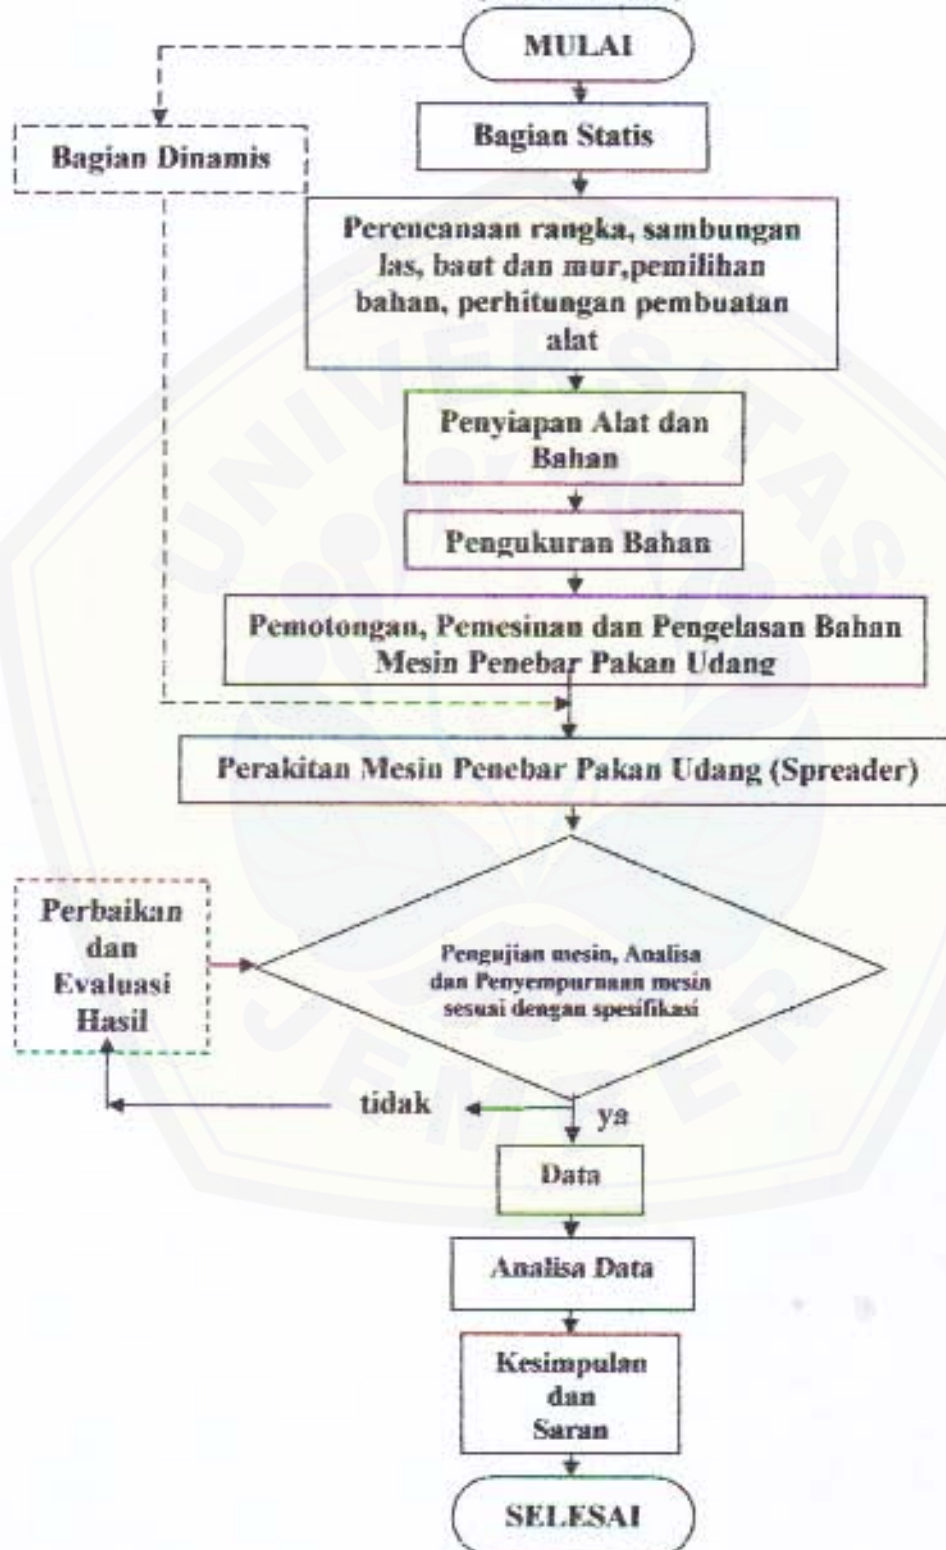 MULAI
Bagian Statis
Bagian Dinamis
Perencanaan rangka, sambungan
las, baut dan mur,pemilihan
bahan, perhitungan pembuatan
alat
Penyiapan Alat dan
Bahan
Pengukuran Bahan
Pemotongan, Pemesinan dan Pengelasan Bahan
Mesin Penebar Pakan Udang
Perakitan Mesin Penebar Pakan Udang (Spreader)
Perbaikan
dan
Evaluasi
Hasil
Pengujian mesin, Analisa
dan Penyempurnaan mesin
sesuai dengan spesifikasi
tidak
ya
Data
Analisa Data
Kesimpulan
dan
Saran
SELESAI
UNIVERSITAS
JEMBER